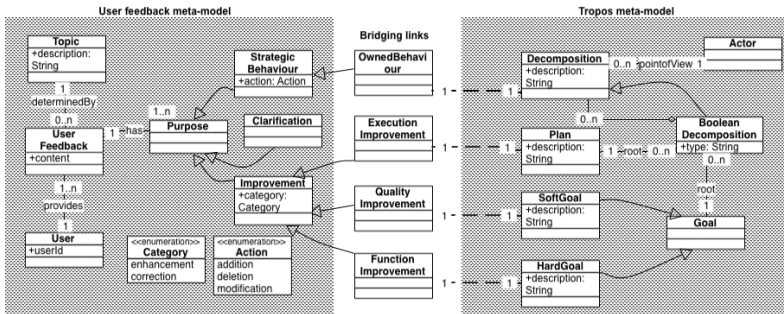 User feedback meta-model
Tropos meta-model
Bridging links
Topic
+description:
String
1
determinedBy
0..n
User
Feedback
+content
1..n
provides
1
User
+userId
1
has
1..n
Purpose
Strategic
Behaviour
+action: Action
Clarification
Improvement
+category:
Category
<<enumeration>>
Category
enhancement
correction
<<enumeration>>
Action
addition
deletion
modification
OwnedBehavi
our
Execution
Improvement
Quality
Improvement
Function
Improvement
1
1
1
1
1
1
1
1
Decomposition
+description:
String
0..n
pointofView
1
Actor
0..n
Boolean
Decomposition
+type: String
0..n
Plan
+description:
String
1
root
0..n
root
1
SoftGoal
+description:
String
Goal
HardGoal
+description:
String